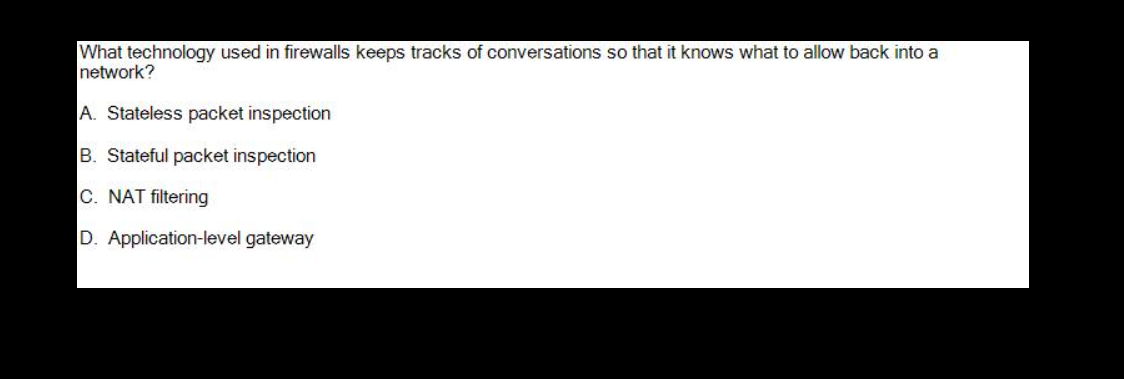 What technology used in firewalls keeps tracks of conversations so that it knows what to allow back into a
network?
A. Stateless packet inspection
B. Stateful packet inspection
C. NAT filtering
D. Application-level gateway